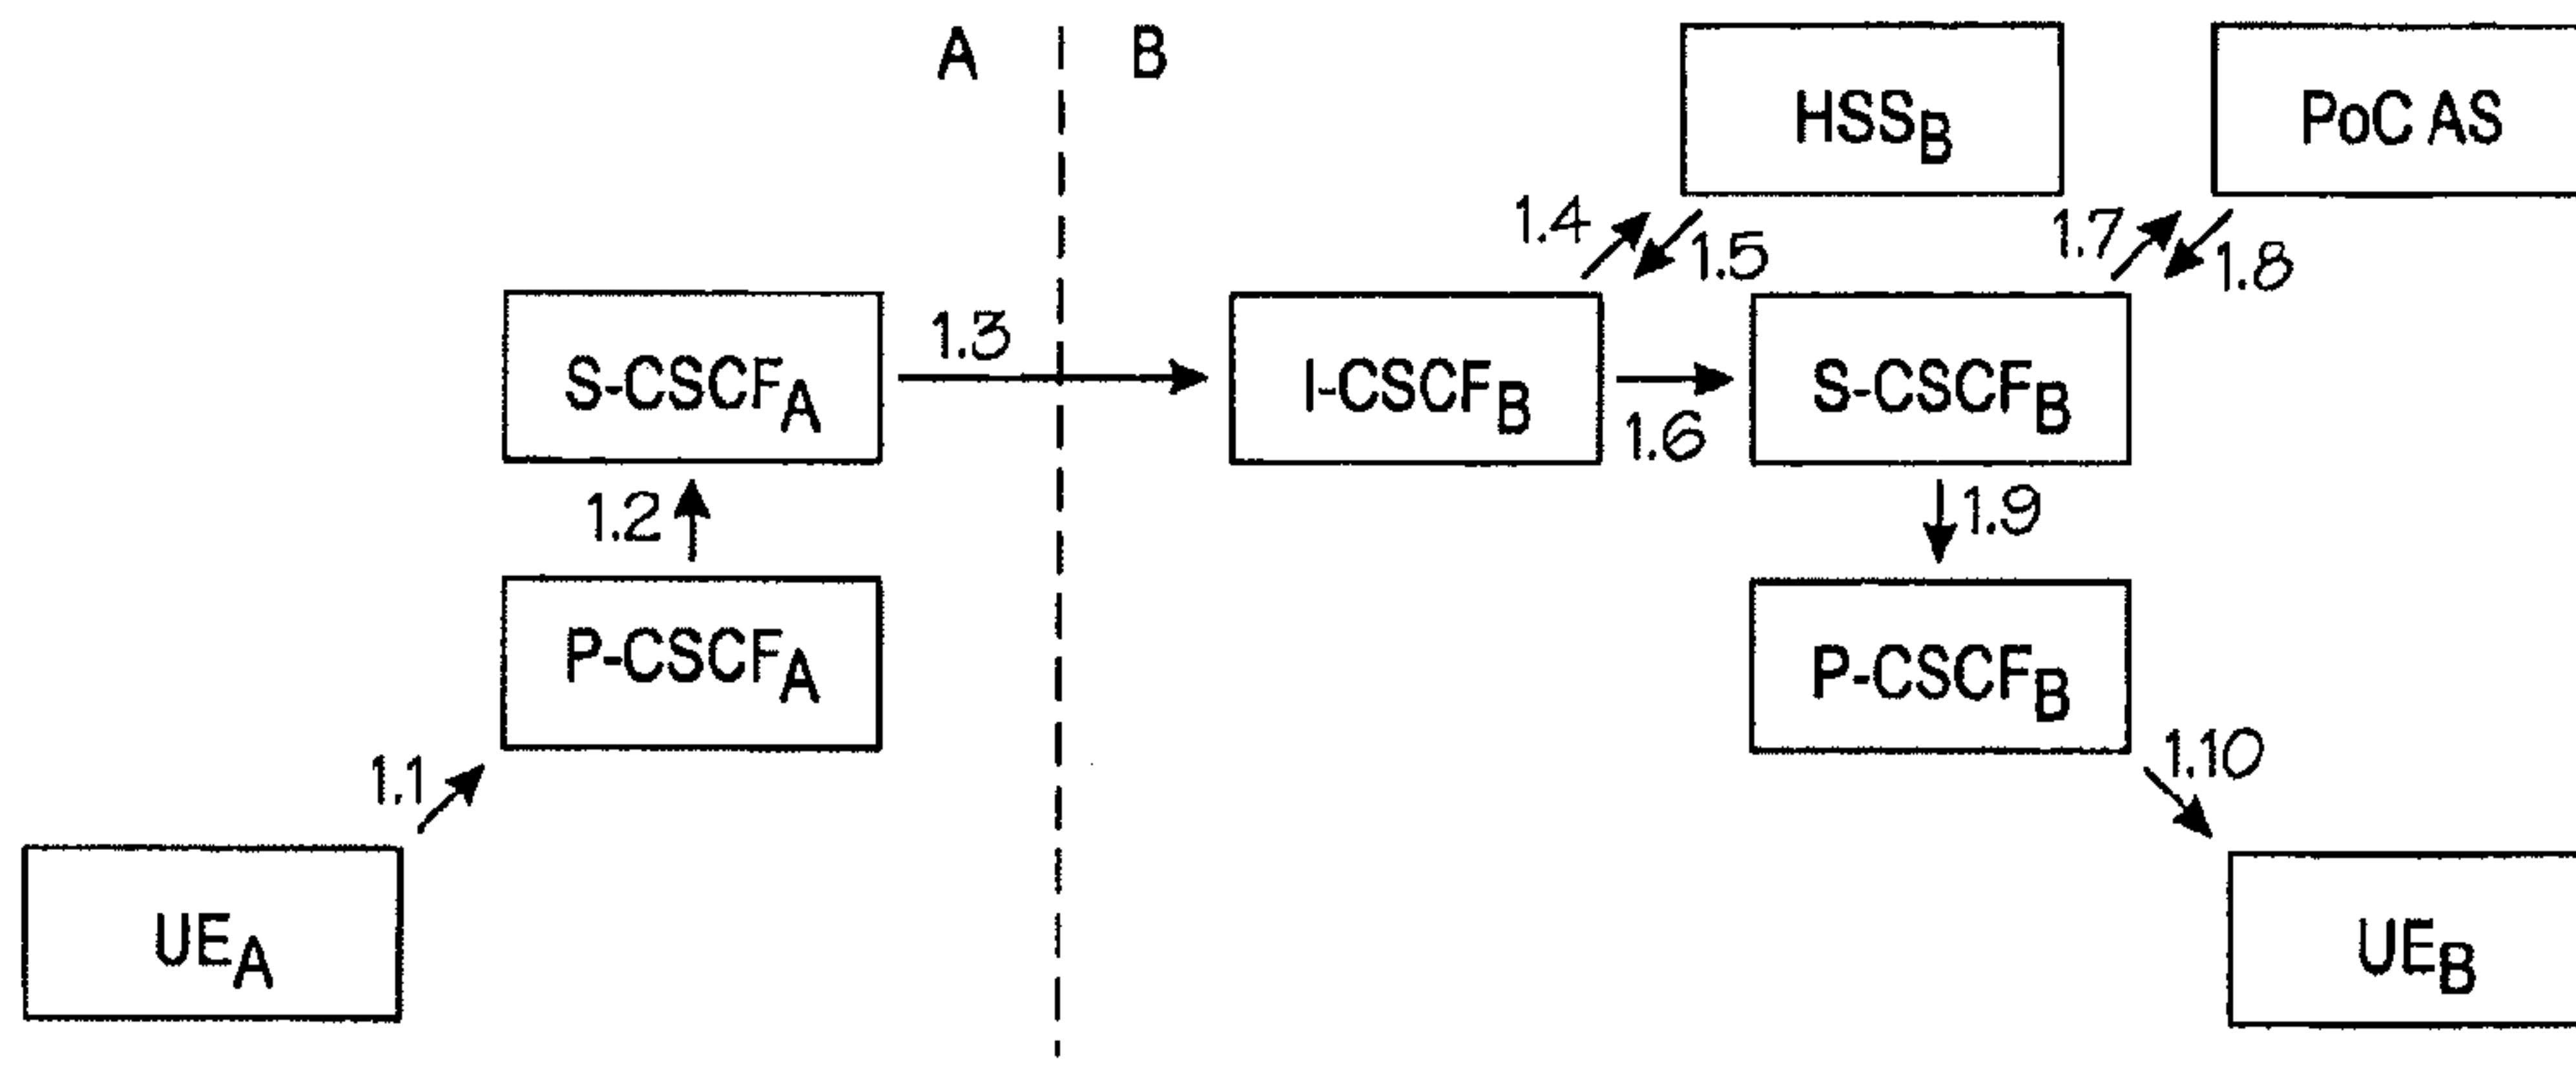 A
B
HSSB
PoC AS
1.4
1.5
1.7
1.8
S-CSCFA
1.3
I-CSCFB
1.6
S-CSCFB
1.2
1.9
P-CSCFA
P-CSCFB
1.1
1.10
UEA
UEB